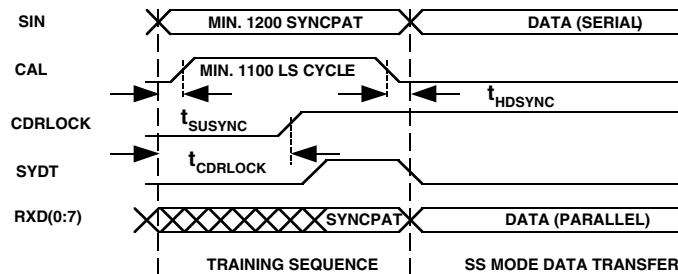 SIN
MIN. 1200 SYNCPAT
DATA (SERIAL)
CAL
MIN. 1100 LS CYCLE
tHDSYNC
CDRLOCK
tSUSYNC
tCDRLOCK
SYDT
RXD(0:7)
SYNCPAT
DATA (PARALLEL)
TRAINING SEQUENCE
SS MODE DATA TRANSFER